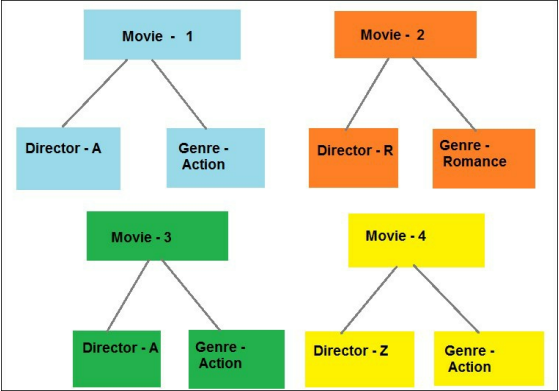 Movie - 1
Director - A
Genre -
Action
Movie - 2
Director - R
Genre -
Romance
Movie - 3
Director - A
Genre -
Action
Movie - 4
Director - Z
Genre -
Action